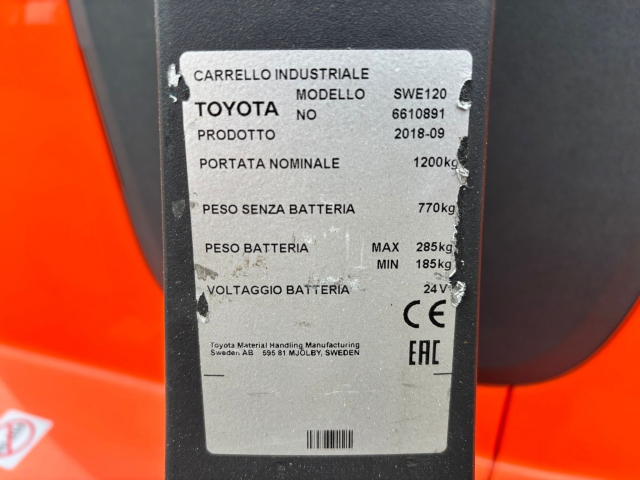 CARRELLO INDUSTRIALE
MODELLO SWE120
TOYOTA
NO 6610891
PRODOTTO 2018-09
PORTATA NOMINALE 1200kg
PESO SENZA BATTERIA 770kg
PESO BATTERIA MAX 285kg
MIN 185kg
VOLTAGGIO BATTERIA 24V
CE
Toyota Material Handling Manufacturing
Sweden AB 595 81 MJÖLBY, SWEDEN
EAC